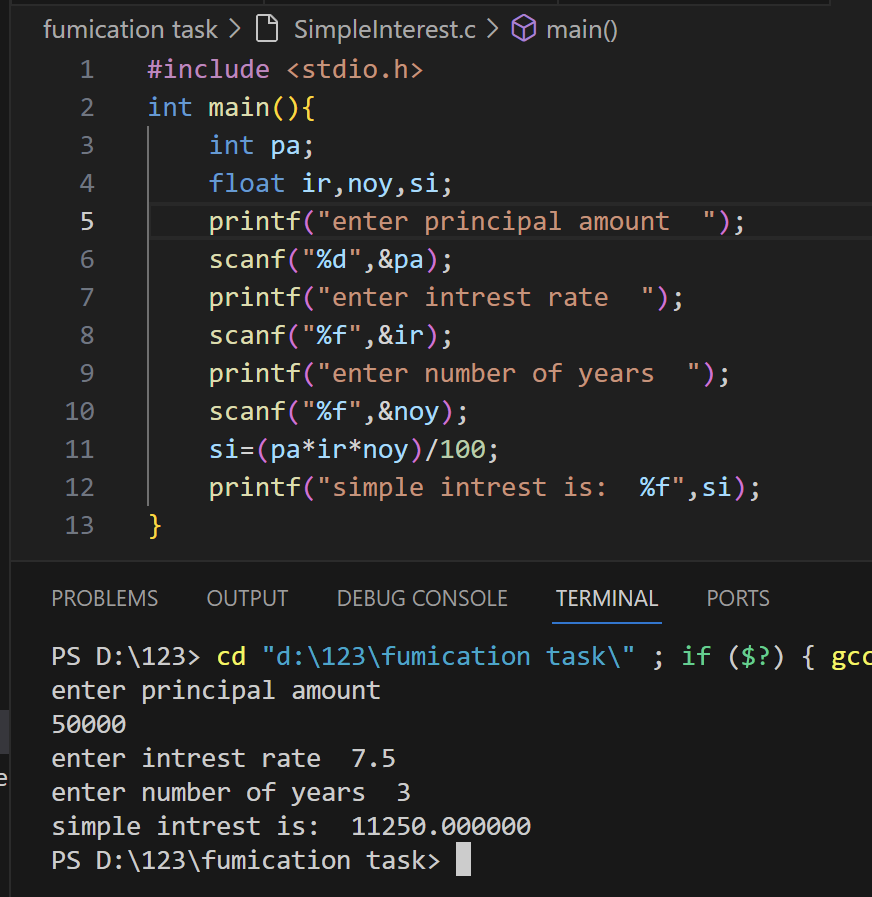 fumication task > SimpleInterest.c > main()
1 #include <stdio.h>
2 int main(){
3     int pa;
4     float ir,noy,si;
5     printf("enter principal amount  ");
6     scanf("%d",&pa);
7     printf("enter intrest rate  ");
8     scanf("%f",&ir);
9     printf("enter number of years  ");
10     scanf("%f",&noy);
11     si=(pa*ir*noy)/100;
12     printf("simple intrest is:  %f",si);
13 }
PROBLEMS OUTPUT DEBUG CONSOLE TERMINAL PORTS
PS D:\123> cd "d:\123\fumication task\" ; if ($?) { gcc
enter principal amount
50000
enter intrest rate  7.5
enter number of years  3
simple intrest is:  11250.000000
PS D:\123\fumication task>